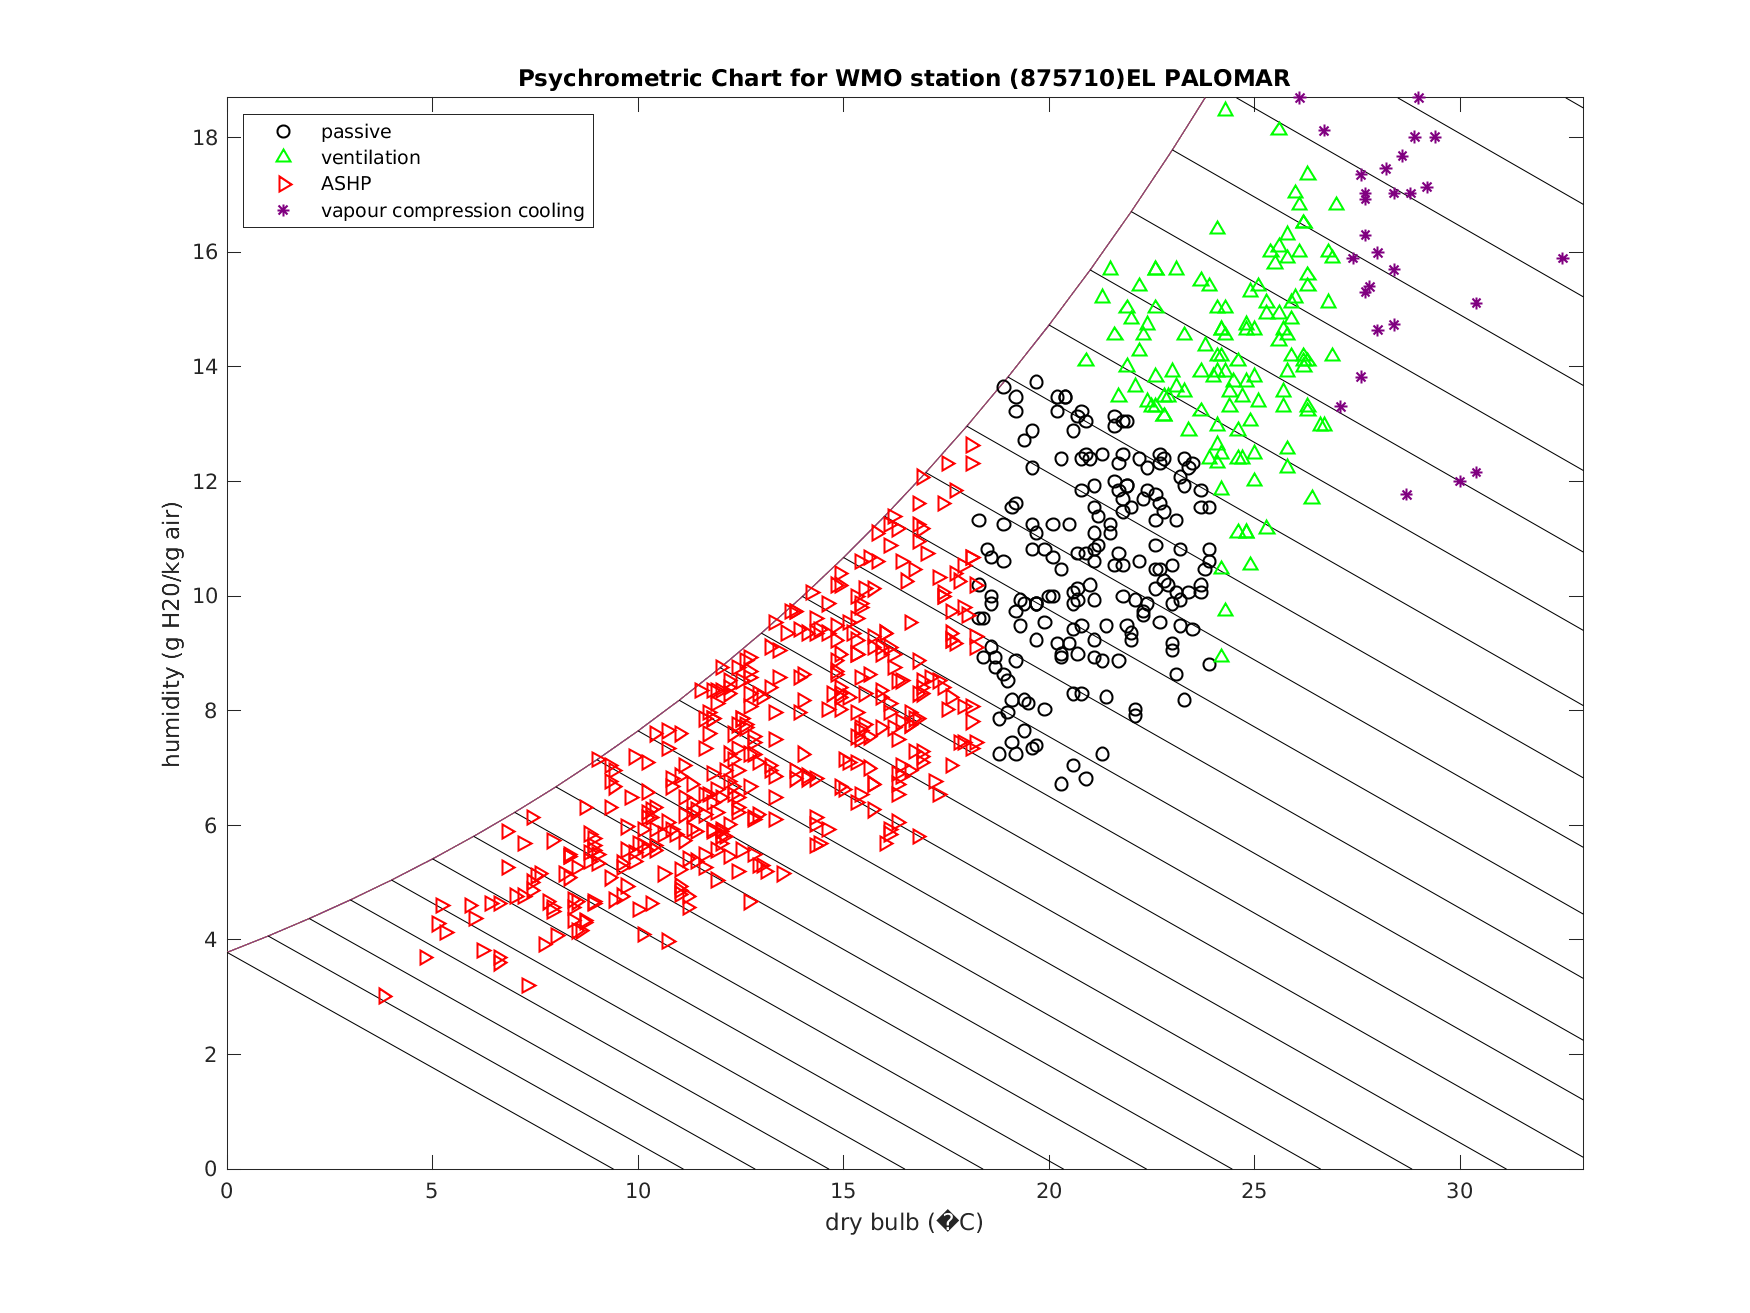 Psychrometric Chart for WMO station (875710)EL PALOMAR
passive
ventilation
ASHP
vapour compression cooling
humidity (g H20/kg air)
18
16
14
12
10
8
6
4
2
0
0 5 10 15 20 25 30
dry bulb (�C)